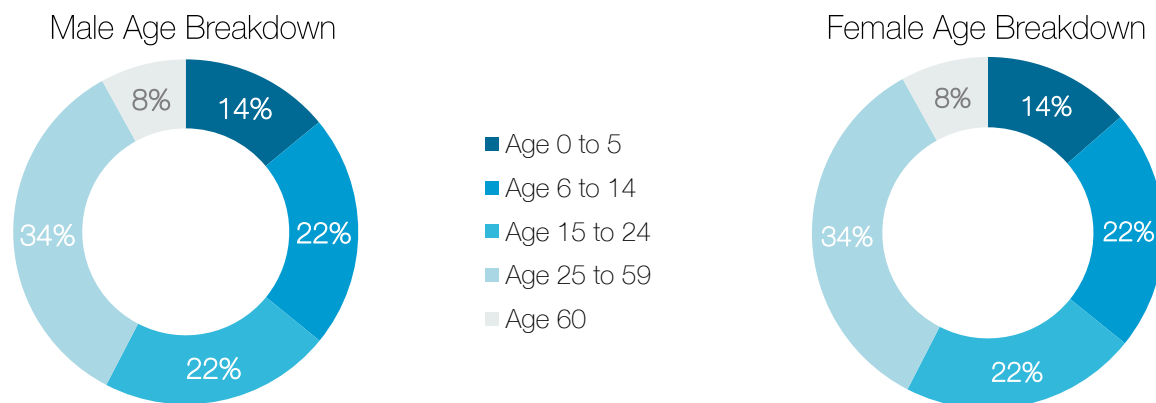 Male Age Breakdown
8%
14%
34%
22%
22%
Age 0 to 5
Age 6 to 14
Age 15 to 24
Age 25 to 59
Age 60
Female Age Breakdown
8%
14%
34%
22%
22%